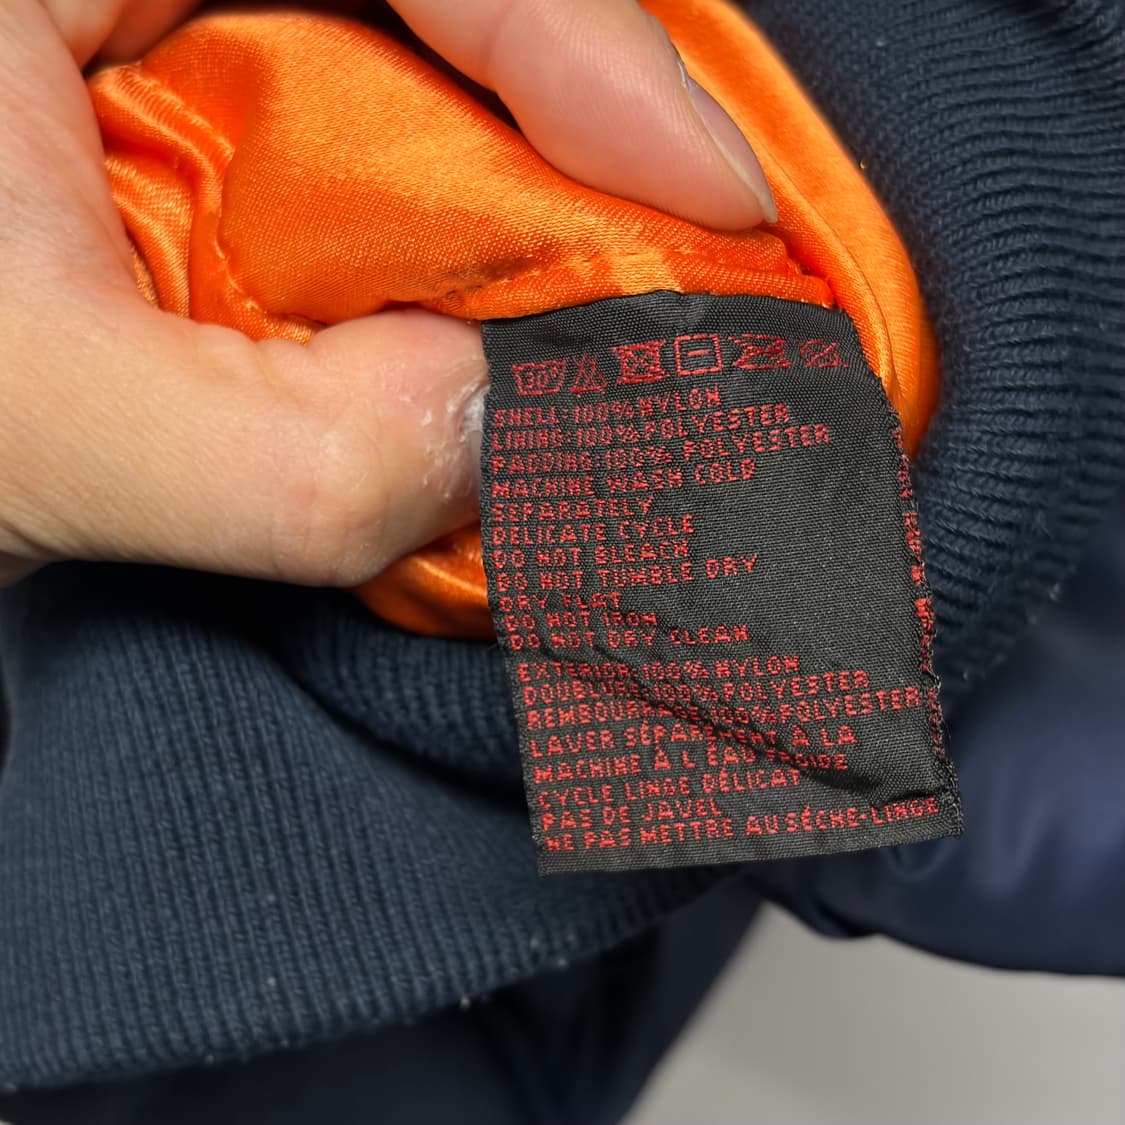 30°
SHELL:100% NYLON
LINING:100% POLYESTER
PADDING:100% POLYESTER
MACHINE WASH COLD
SEPARATELY
DELICATE CYCLE
DO NOT BLEACH
DO NOT TUMBLE DRY
DRY FLAT
DO NOT IRON
DO NOT DRY CLEAN
EXTERIOR:100% NYLON
DOUBLURE:100% POLYESTER
REMBOURRAGE:100% POLYESTER
LAVER SÉPARÉMENT À LA
MACHINE À L'EAU FROIDE
CYCLE LINGE DÉLICAT
PAS DE JAVEL
NE PAS METTRE AU SÉCHE-LINGE